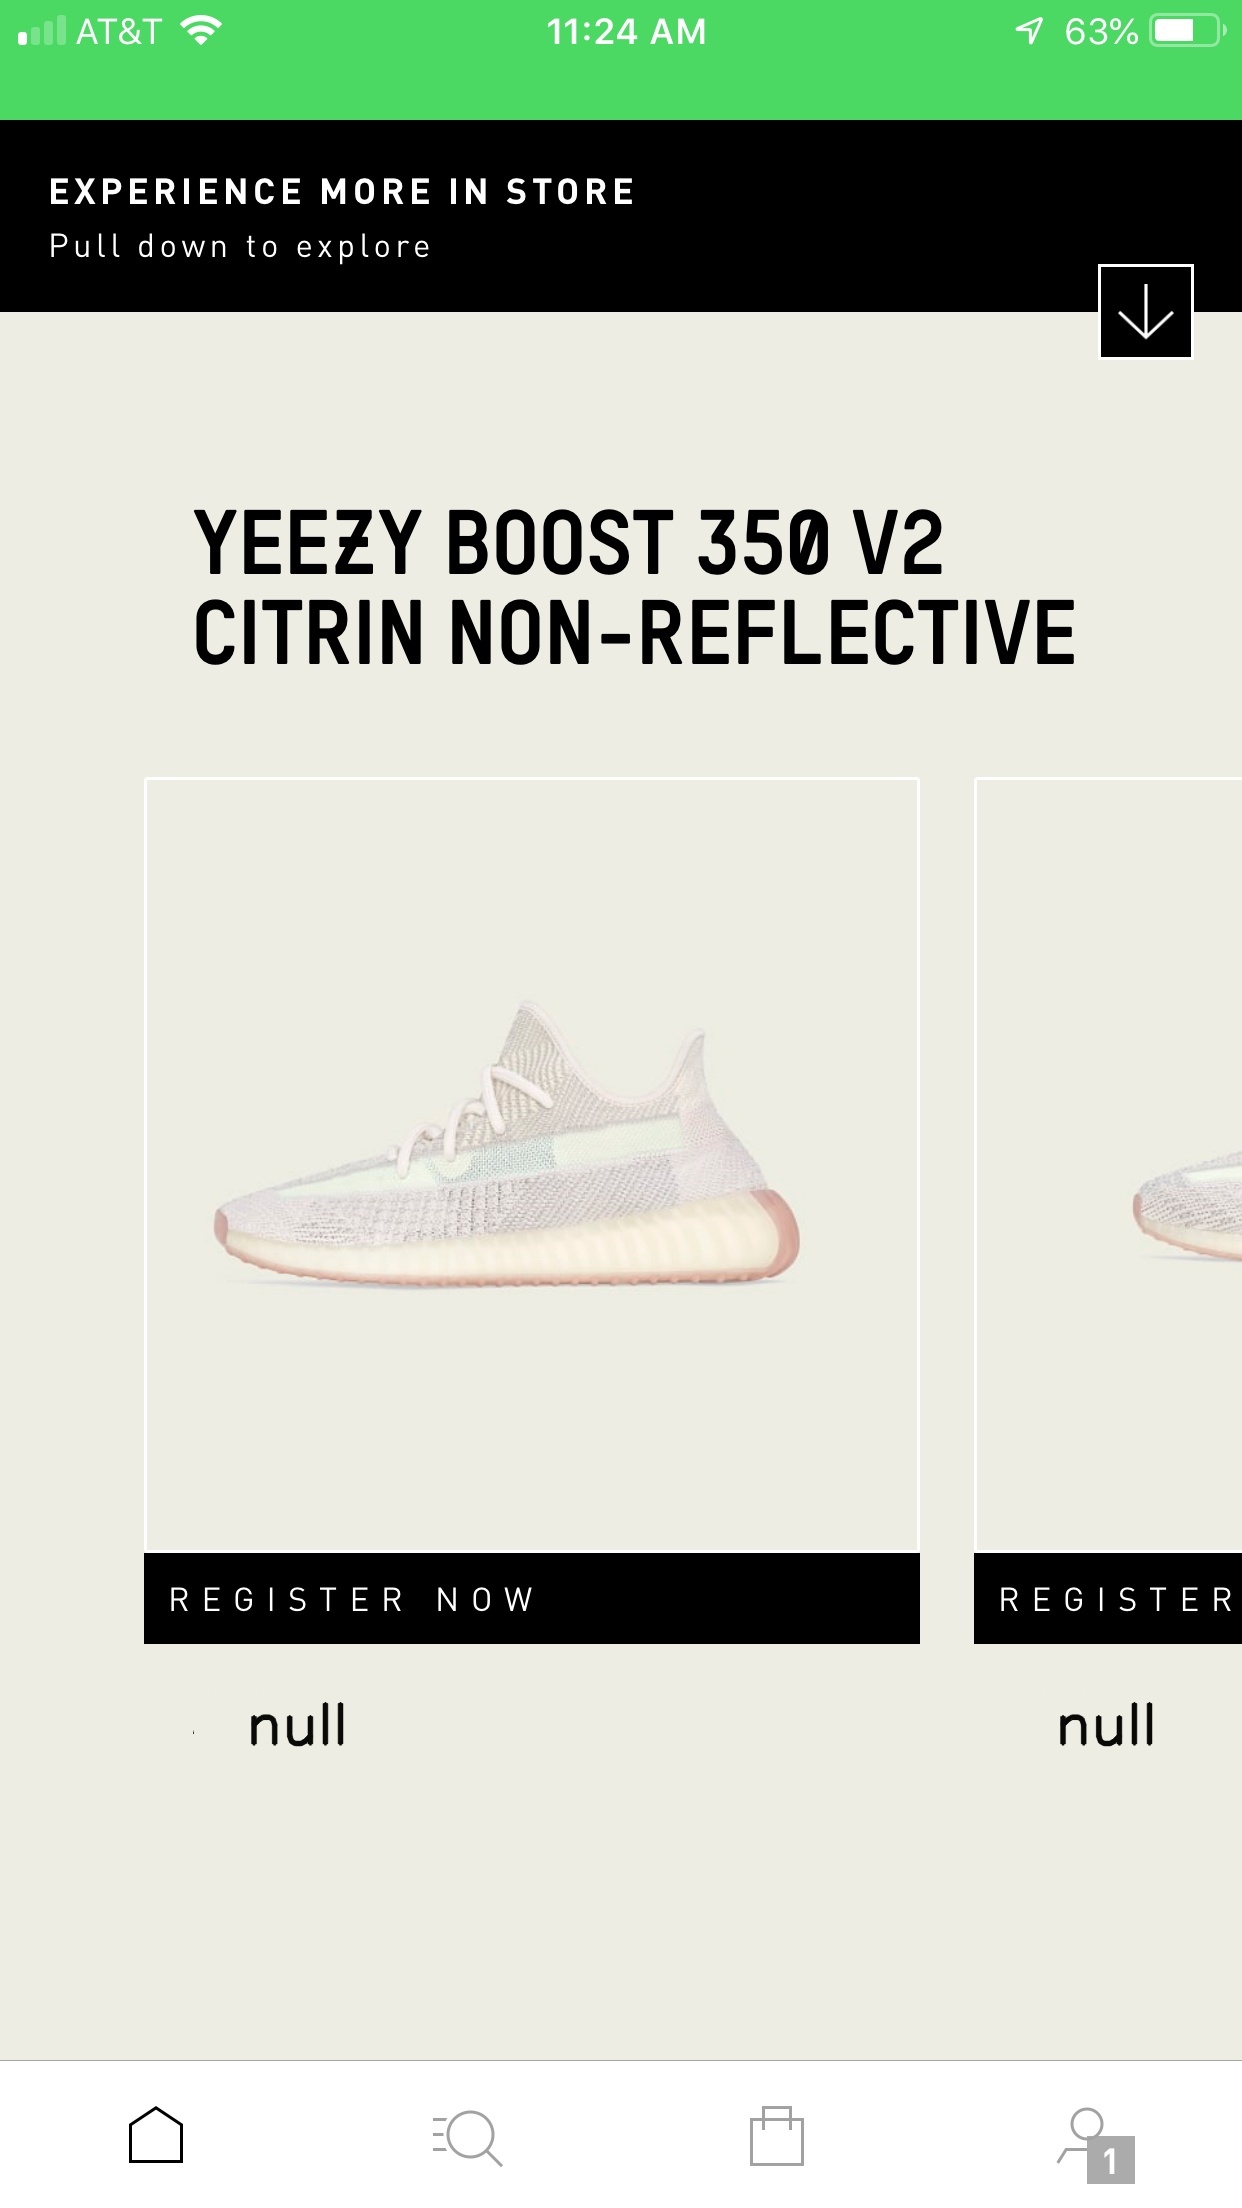 AT&T 11:24 AM 63%
EXPERIENCE MORE IN STORE
Pull down to explore
YEEZY BOOST 350 V2
CITRIN NON-REFLECTIVE
REGISTER NOW REGISTER
null null
1